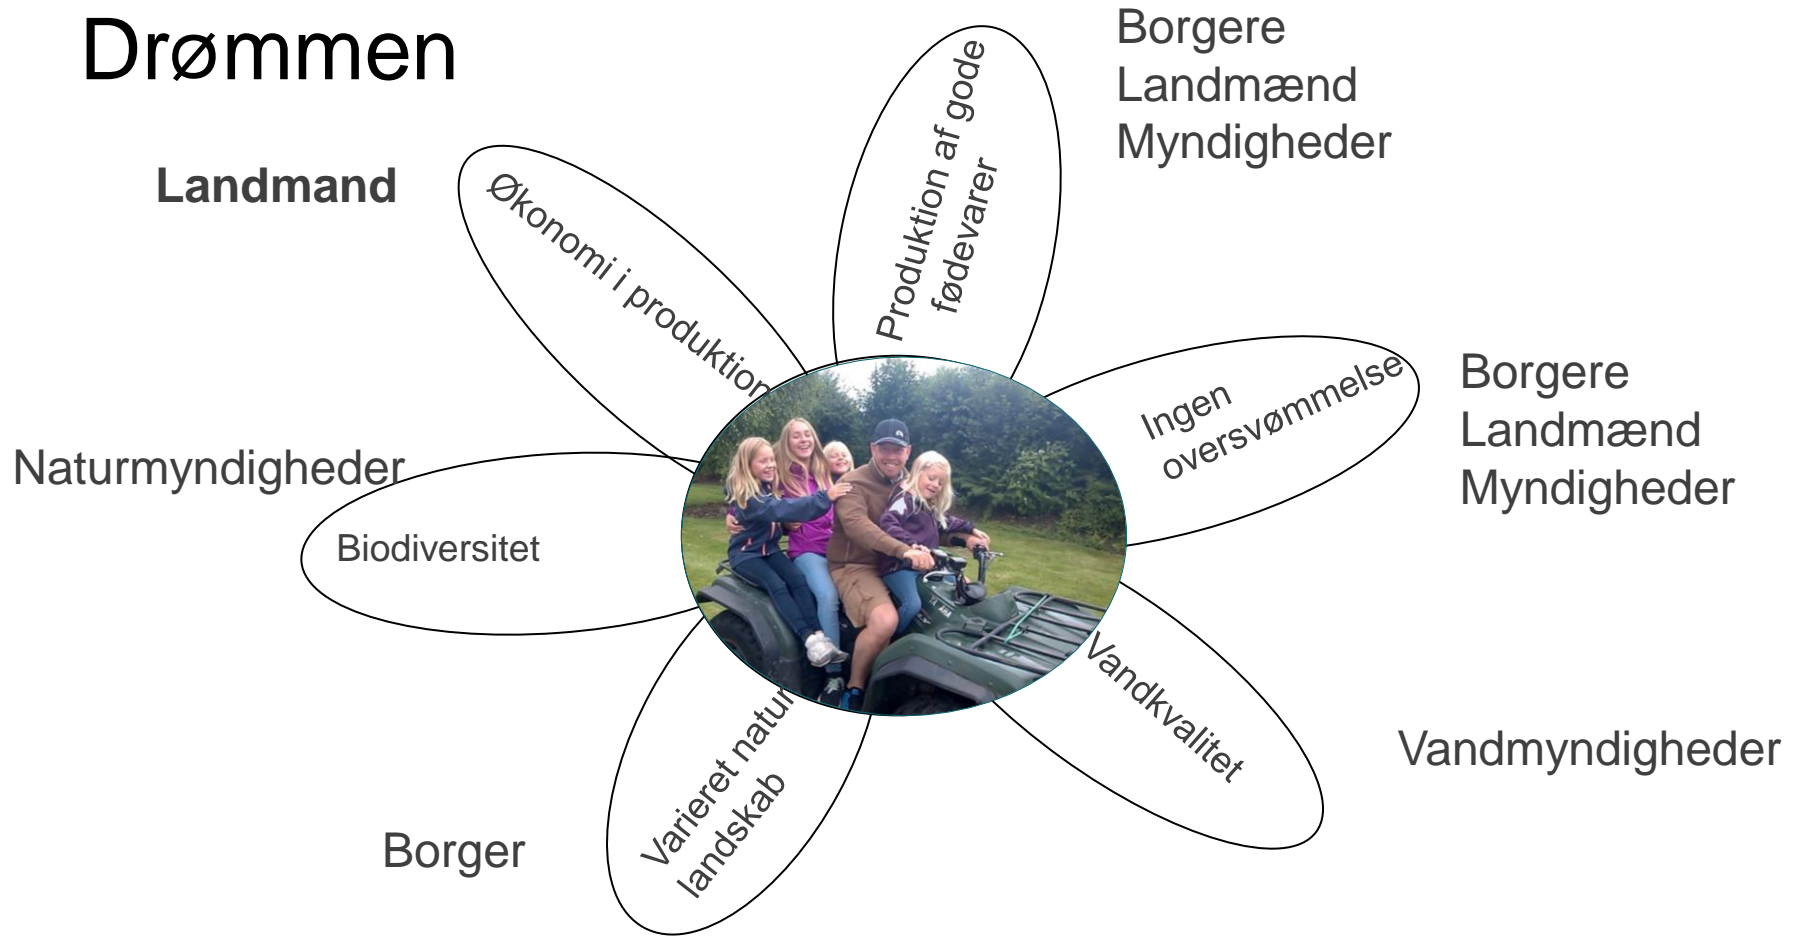 Drømmen
Borgere
Landmænd
Myndigheder
Produktion af gode
fødevarer
Landmand
Økonomi i produktion
Ingen
oversvømmelse
Borgere
Landmænd
Myndigheder
Naturmyndigheder
Biodiversitet
Vandkvalitet
Vandmyndigheder
Varieret natur
landskab
Borger